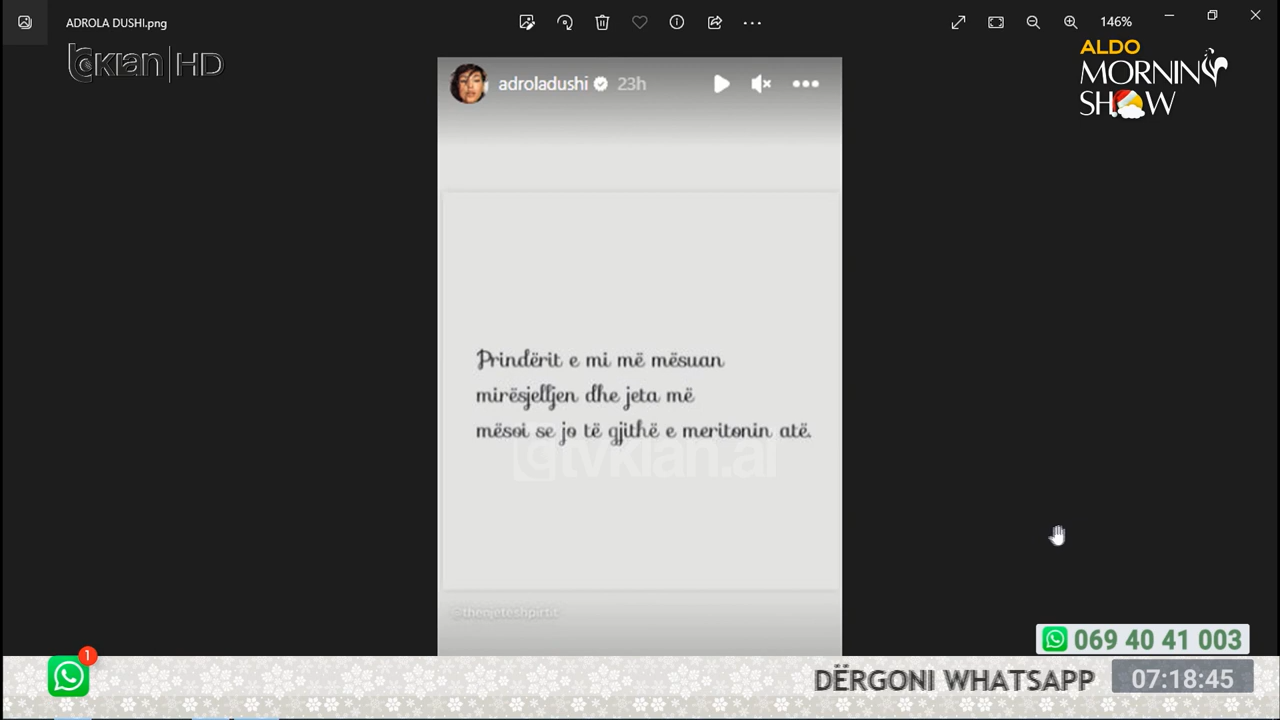 ADROLA DUSHI.png
146%
tvklan HD
ALDO
MORNING
SHOW
adroladushi 23h
Prindërit e mi më mësuan
mirësjelljen dhe jeta më
mësoi se jo të gjithë e meritonin atë.
tvklan.al
@thenjeteshpirtit
069 40 41 003
1
DËRGONI WHATSAPP
07:18:45